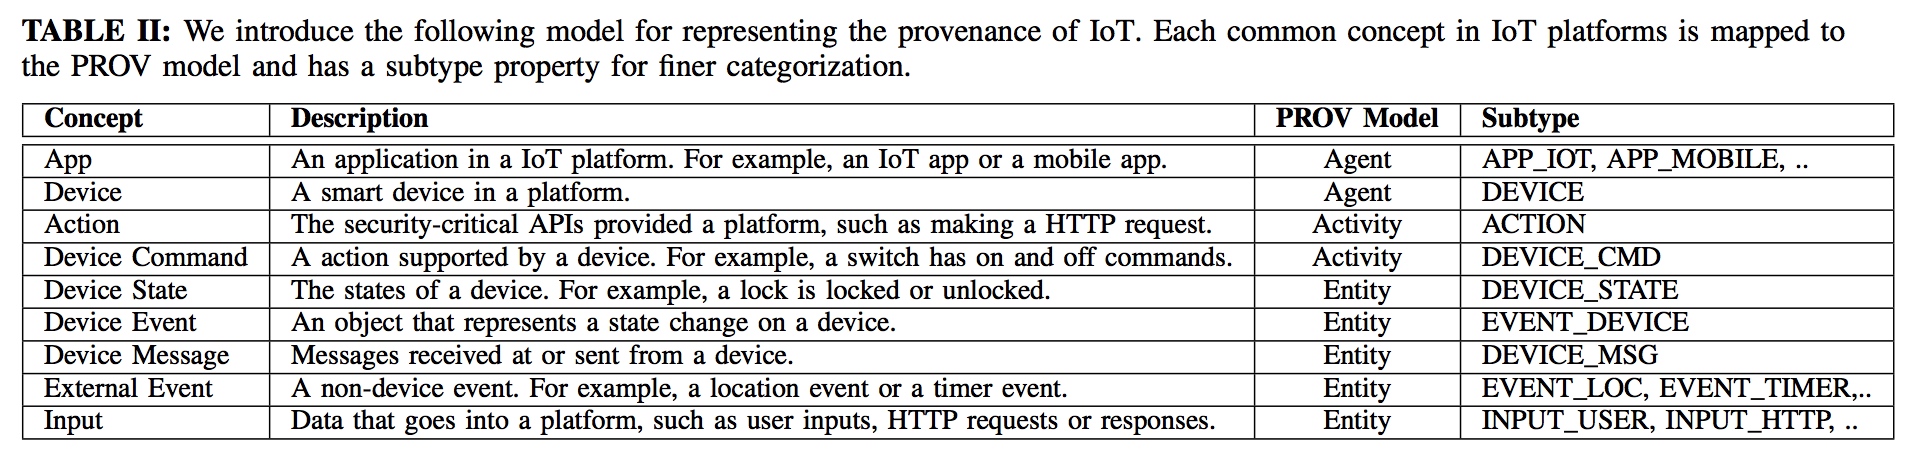 TABLE II: We introduce the following model for representing the provenance of IoT. Each common concept in IoT platforms is mapped to
the PROV model and has a subtype property for finer categorization.
Concept Description PROV Model Subtype
App An application in a IoT platform. For example, an IoT app or a mobile app. Agent APP_IOT, APP_MOBILE, ..
Device A smart device in a platform. Agent DEVICE
Action The security-critical APIs provided a platform, such as making a HTTP request. Activity ACTION
Device Command A action supported by a device. For example, a switch has on and off commands. Activity DEVICE_CMD
Device State The states of a device. For example, a lock is locked or unlocked. Entity DEVICE_STATE
Device Event An object that represents a state change on a device. Entity EVENT_DEVICE
Device Message Messages received at or sent from a device. Entity DEVICE_MSG
External Event A non-device event. For example, a location event or a timer event. Entity EVENT_LOC, EVENT_TIMER,..
Input Data that goes into a platform, such as user inputs, HTTP requests or responses. Entity INPUT_USER, INPUT_HTTP, ..